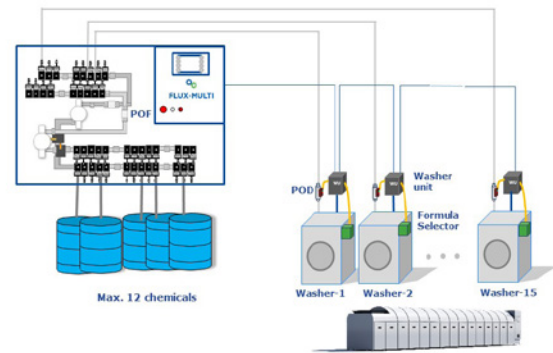 FLUX-MULTI
POF
POD
Washer
unit
Formula
Selector
Washer-1
Washer-2
Washer-15
Max. 12 chemicals